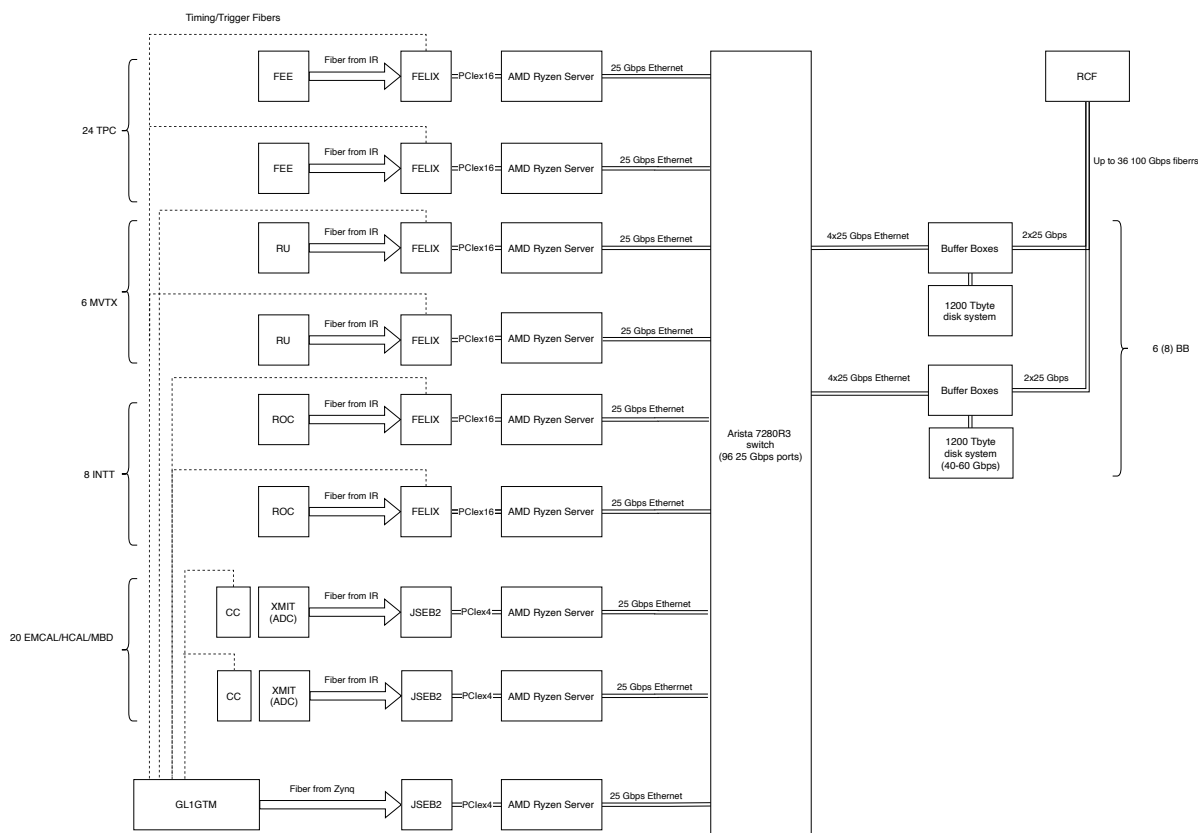 Timing/Trigger Fibers
FEE
Fiber from IR
FELIX
PCIex16
AMD Ryzen Server
25 Gbps Ethernet
RCF
24 TPC
FEE
Fiber from IR
FELIX
PCIex16
AMD Ryzen Server
25 Gbps Ethernet
Up to 36 100 Gbps fiberrs
RU
Fiber from IR
FELIX
PCIex16
AMD Ryzen Server
25 Gbps Ethernet
4x25 Gbps Ethernet
Buffer Boxes
2x25 Gbps
6 MVTX
1200 Tbyte
disk system
RU
Fiber from IR
FELIX
PCIex16
AMD Ryzen Server
25 Gbps Ethernet
6 (8) BB
ROC
Fiber from IR
FELIX
PCIex16
AMD Ryzen Server
25 Gbps Ethernet
4x25 Gbps Ethernet
Buffer Boxes
2x25 Gbps
Arista 7280R3
switch
(96 25 Gbps ports)
1200 Tbyte
disk system
(40-60 Gbps)
8 INTT
ROC
Fiber from IR
FELIX
PCIex16
AMD Ryzen Server
25 Gbps Ethernet
CC
XMIT
(ADC)
Fiber from IR
JSEB2
PCIex4
AMD Ryzen Server
25 Gbps Etherrnet
20 EMCAL/HCAL/MBD
CC
XMIT
(ADC)
Fiber from IR
JSEB2
PCIex4
AMD Ryzen Server
25 Gbps Etherrnet
GL1GTM
Fiber from Zynq
JSEB2
PCIex4
AMD Ryzen Server
25 Gbps Ethernet